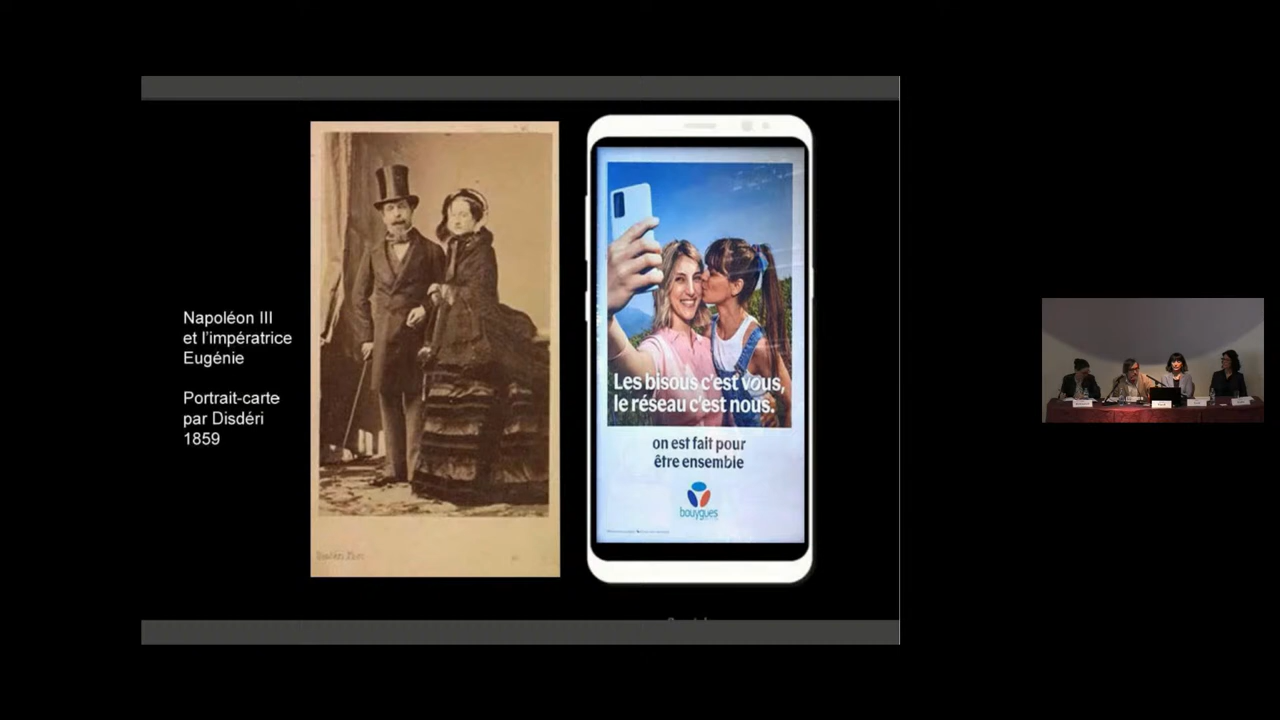 Napoléon III
et l'impératrice
Eugénie
Portrait-carte
par Disdéri
1859
Les bisous c'est vous,
le réseau c'est nous.
on est fait pour
être ensemble
bouygues